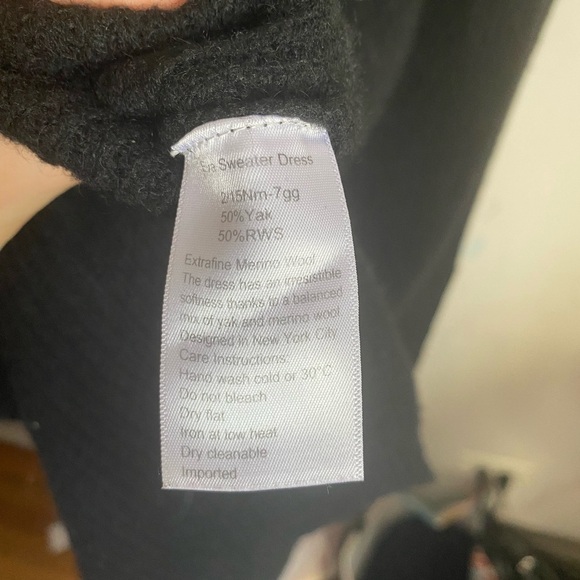 Sa Sweater Dress
2/15Nm-7gg
50%Yak
50%RWS
Extrafine Merino Wool
The dress has an irresistible
softness thanks to a balanced
mix of yak and merino wool
Designed in New York City
Care Instructions:
Hand wash cold or 30°C
Do not bleach
Dry flat
Iron at low heat
Dry cleanable
Imported